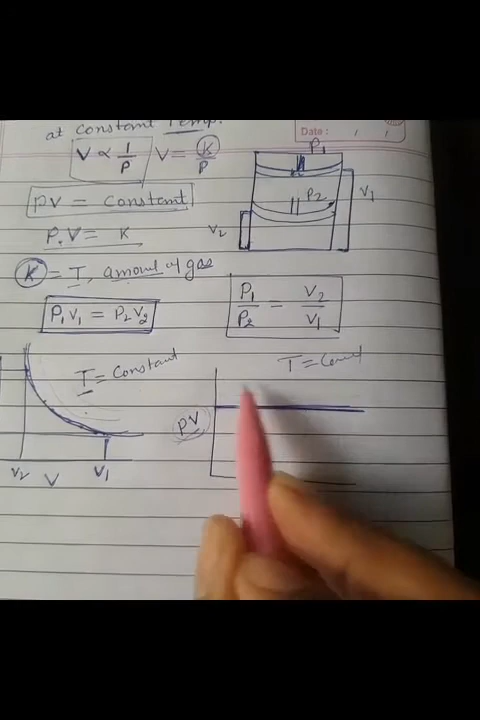 at constant Temp.
Date : / /
V ∝ 1/P V = K/P
P₁
PV = Constant
P₂
V₁
P.V = K
V₂
K = T, amount of gas
P₁V₁ = P₂V₂
P₁/P₂ = V₂/V₁
T = Constant
T = Const
PV
V₂ V V₁